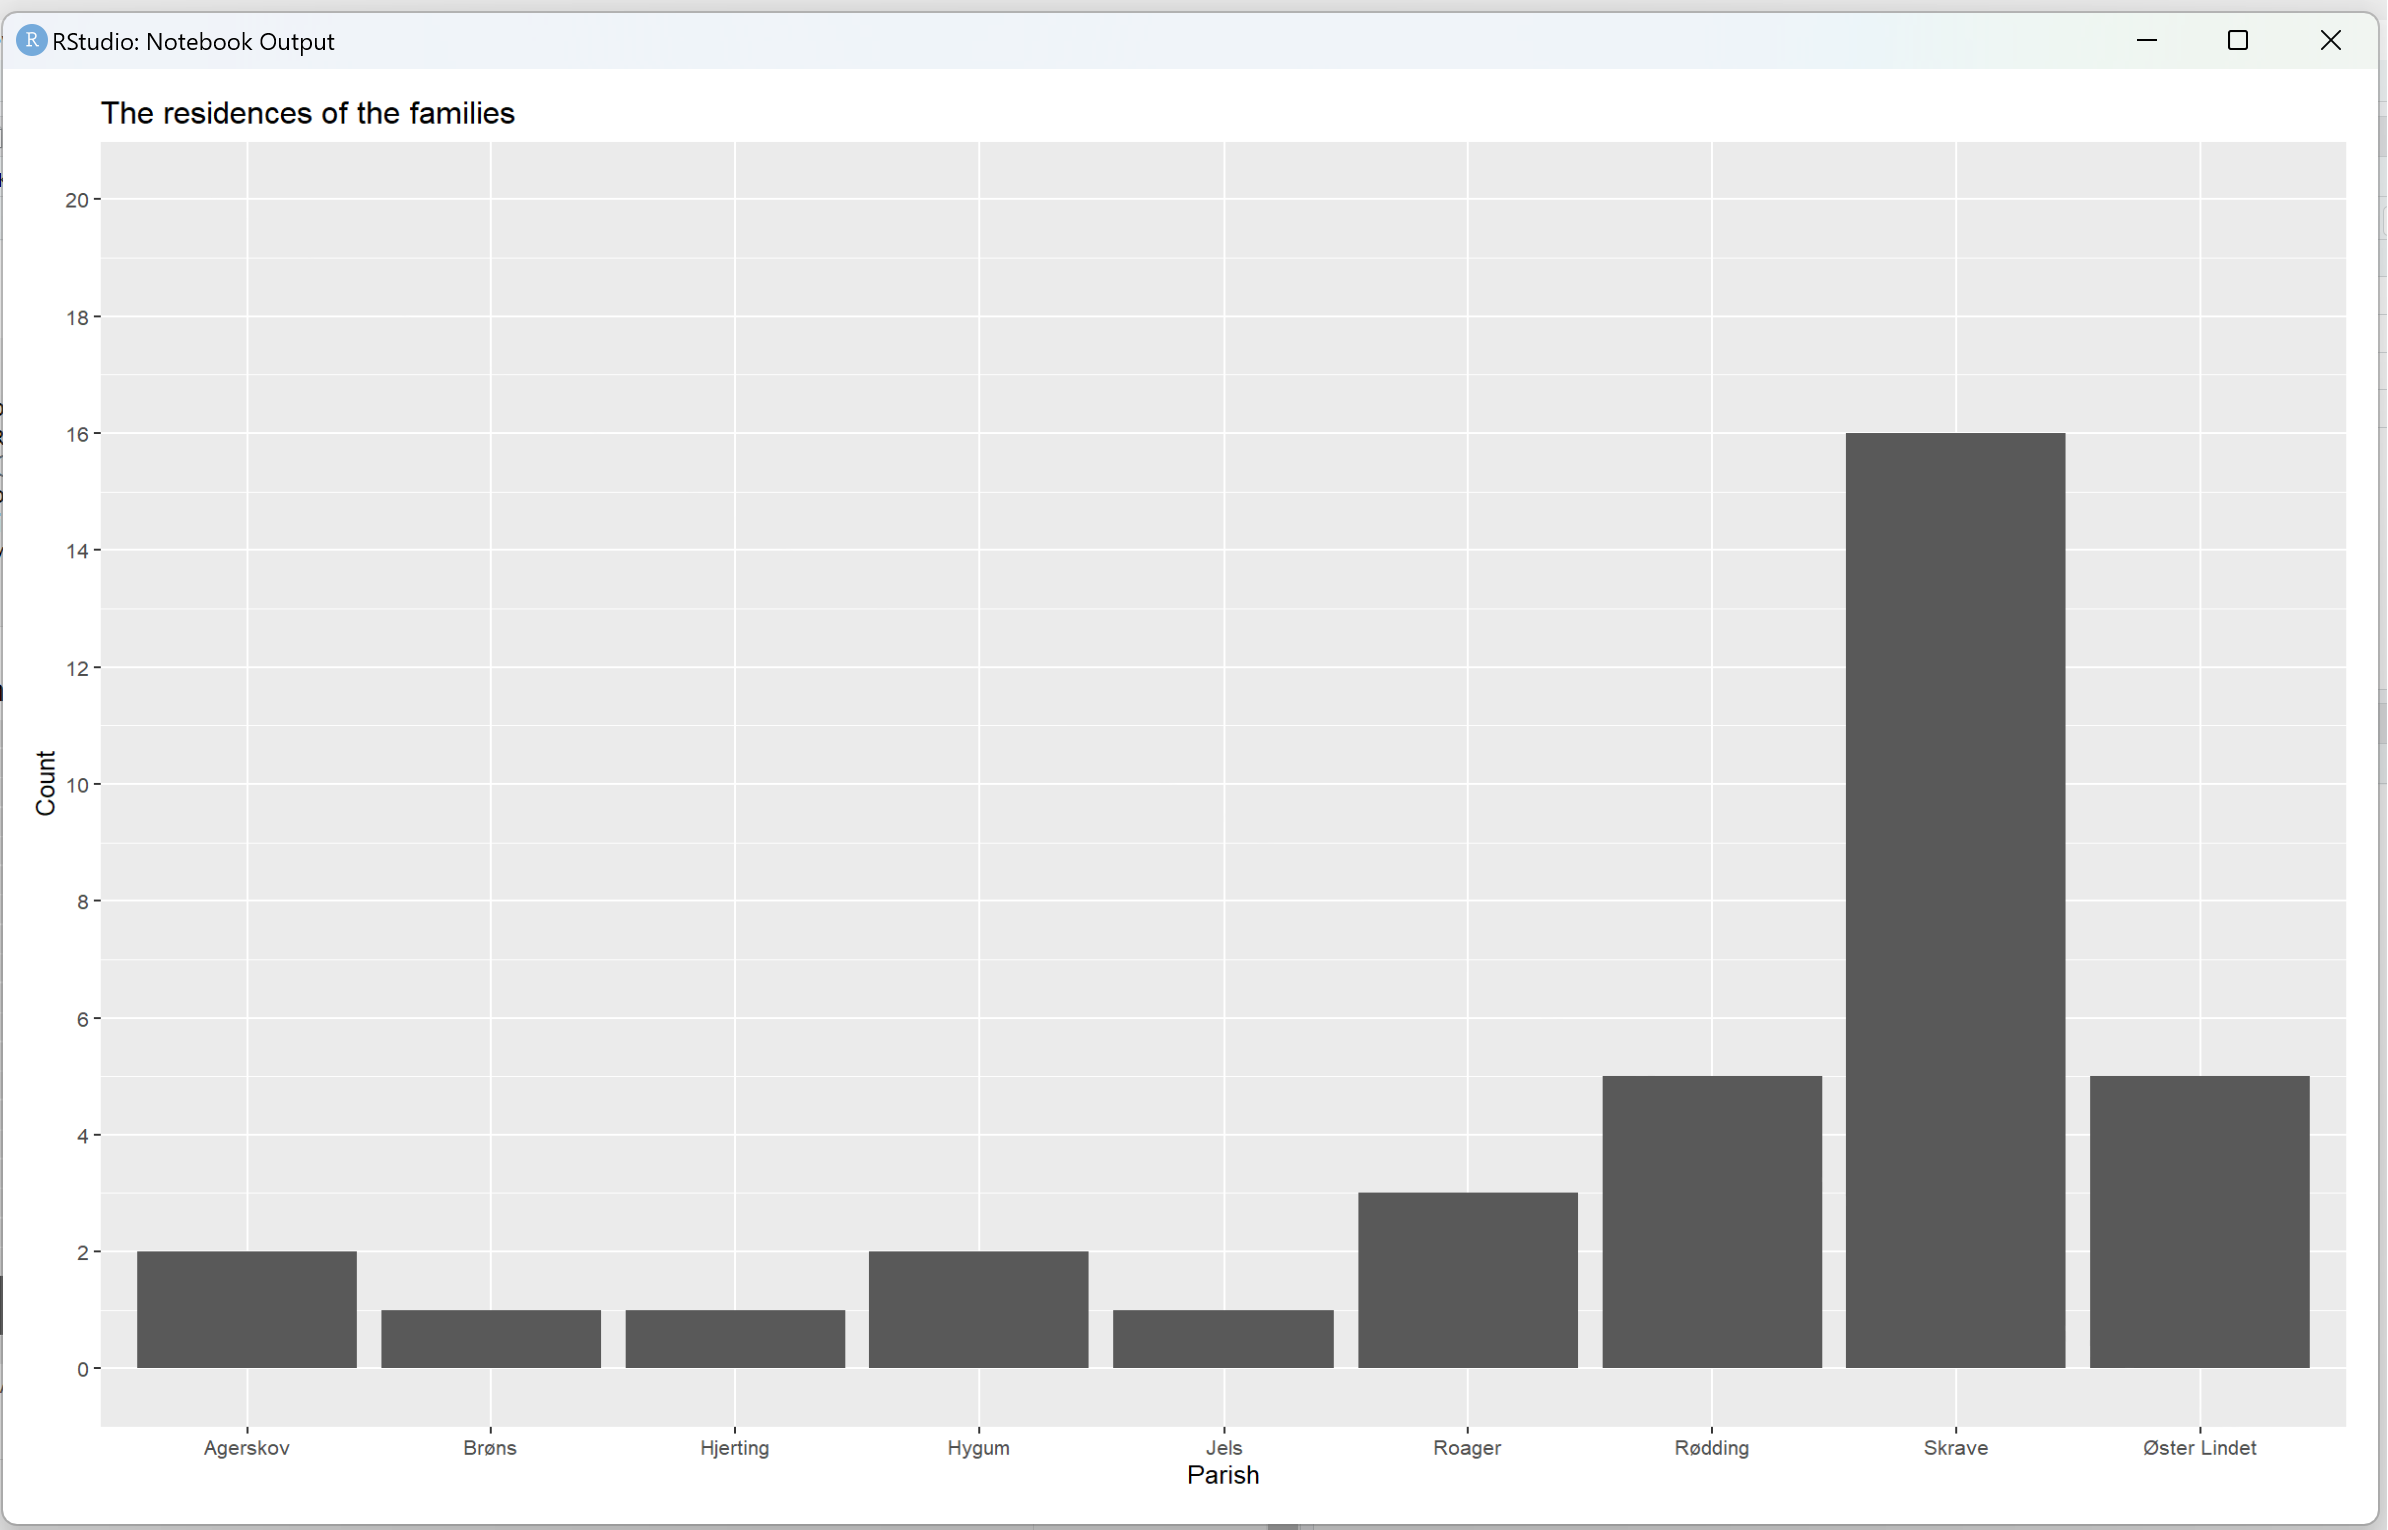 R RStudio: Notebook Output
The residences of the families
20
18
16
14
12
10
8
6
4
2
0
Count
Agerskov Brøns Hjerting Hygum Jels Roager Rødding Skrave Øster Lindet
Parish